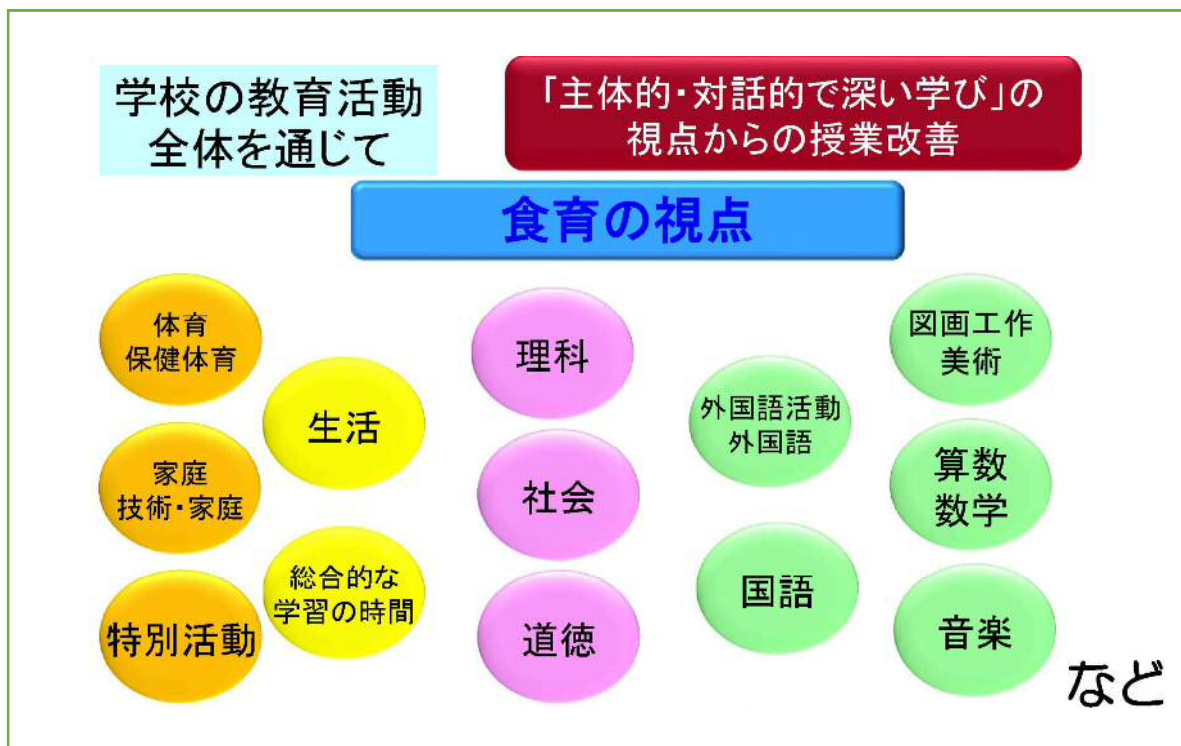 学校の教育活動
全体を通じて
「主体的・対話的で深い学び」の
視点からの授業改善
食育の視点
体育
保健体育
家庭
技術・家庭
特別活動
生活
総合的な
学習の時間
理科
社会
道徳
外国語活動
外国語
国語
図画工作
美術
算数
数学
音楽
など